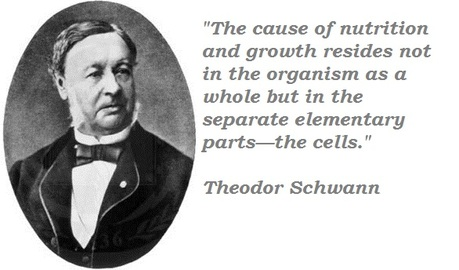 "The cause of nutrition
and growth resides not
in the organism as a
whole but in the
separate elementary
parts—the cells."
Theodor Schwann